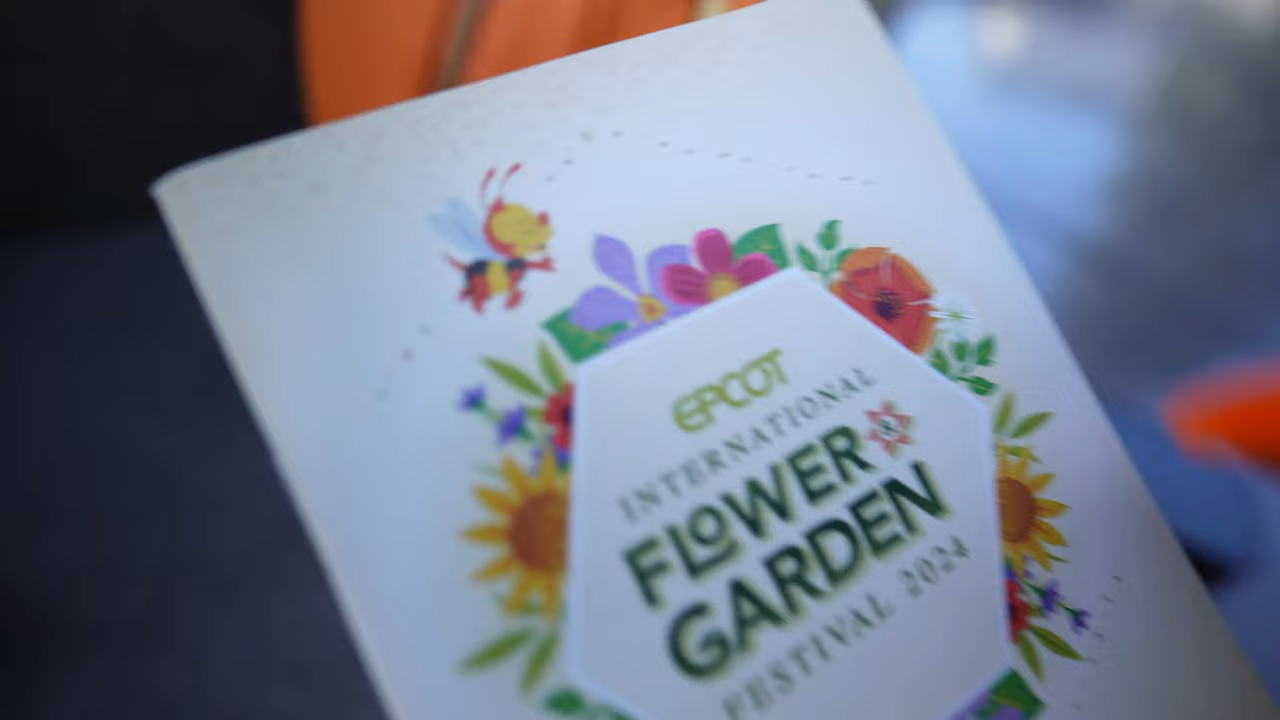 EPCOT
INTERNATIONAL
FLOWER &
GARDEN
FESTIVAL 2024